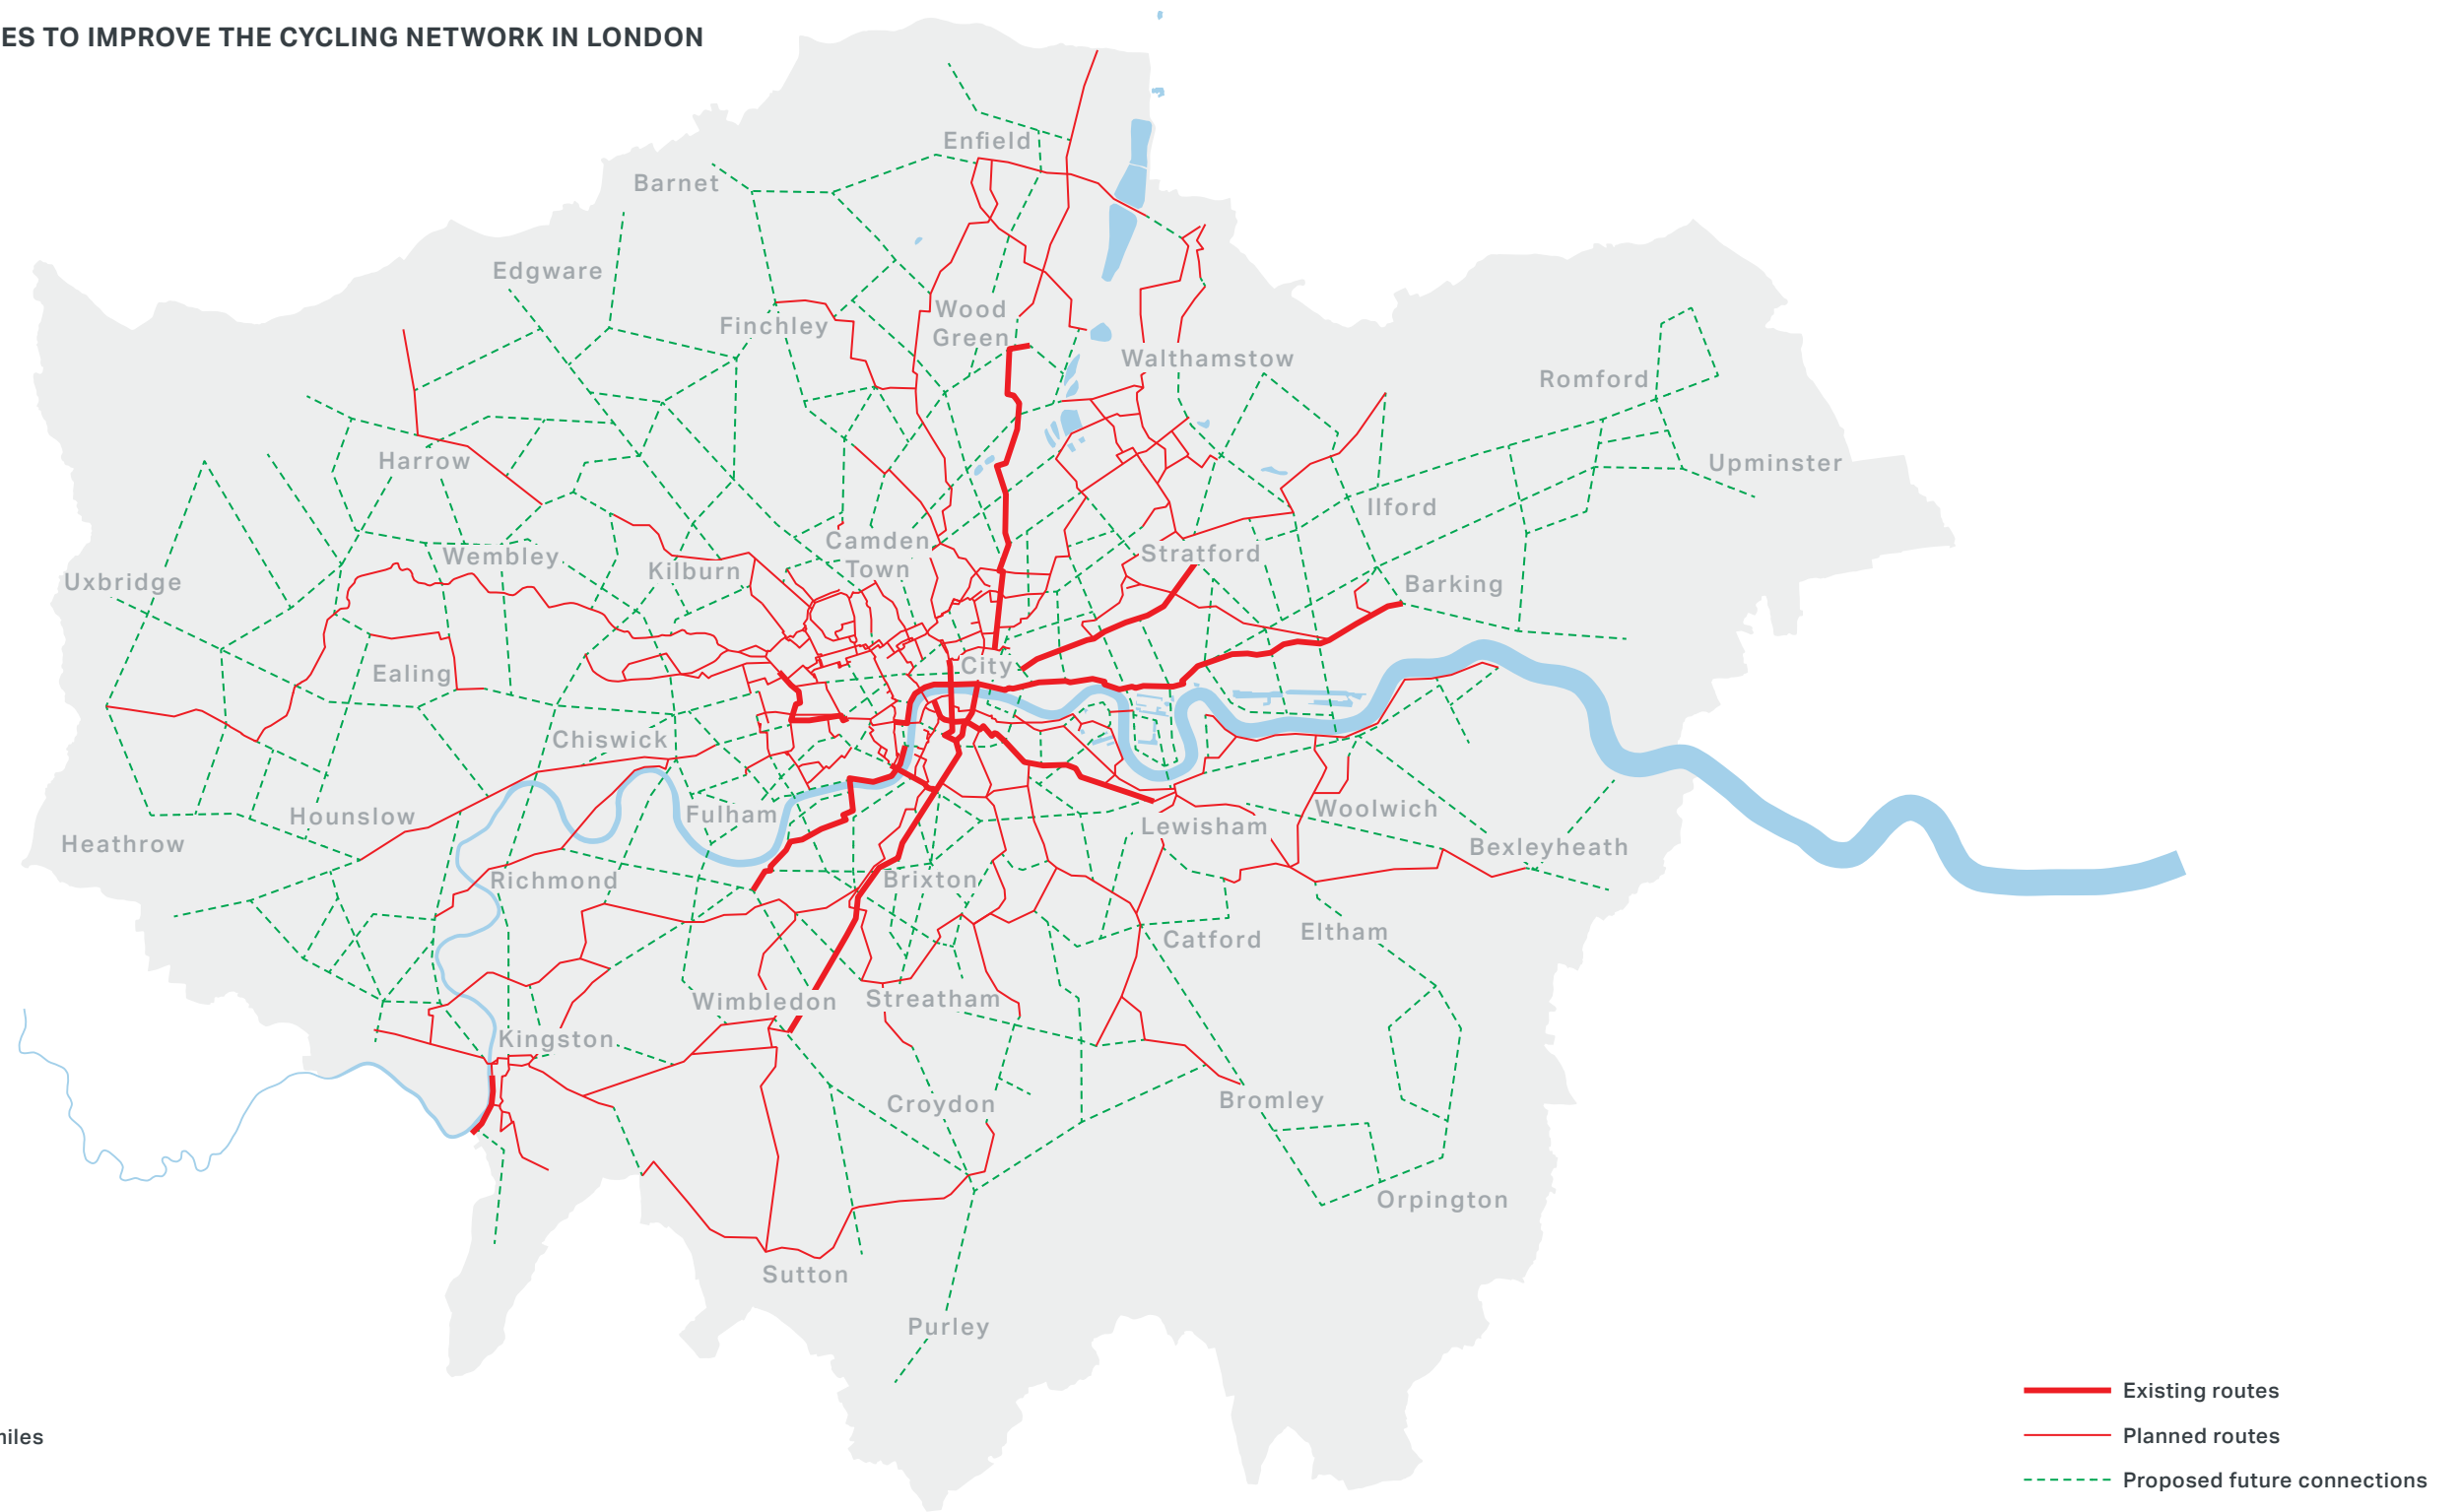 ES TO IMPROVE THE CYCLING NETWORK IN LONDON
Enfield
Barnet
Edgware
Wood
Green
Finchley
Walthamstow
Romford
Harrow
Upminster
Ilford
Camden
Town
Stratford
Wembley
Kilburn
Uxbridge
Barking
City
Ealing
Chiswick
Hounslow
Fulham
Woolwich
Lewisham
Heathrow
Bexleyheath
Richmond
Brixton
Catford
Eltham
Wimbledon
Streatham
Kingston
Croydon
Bromley
Orpington
Sutton
Purley
Existing routes
Planned routes
Proposed future connections
niles